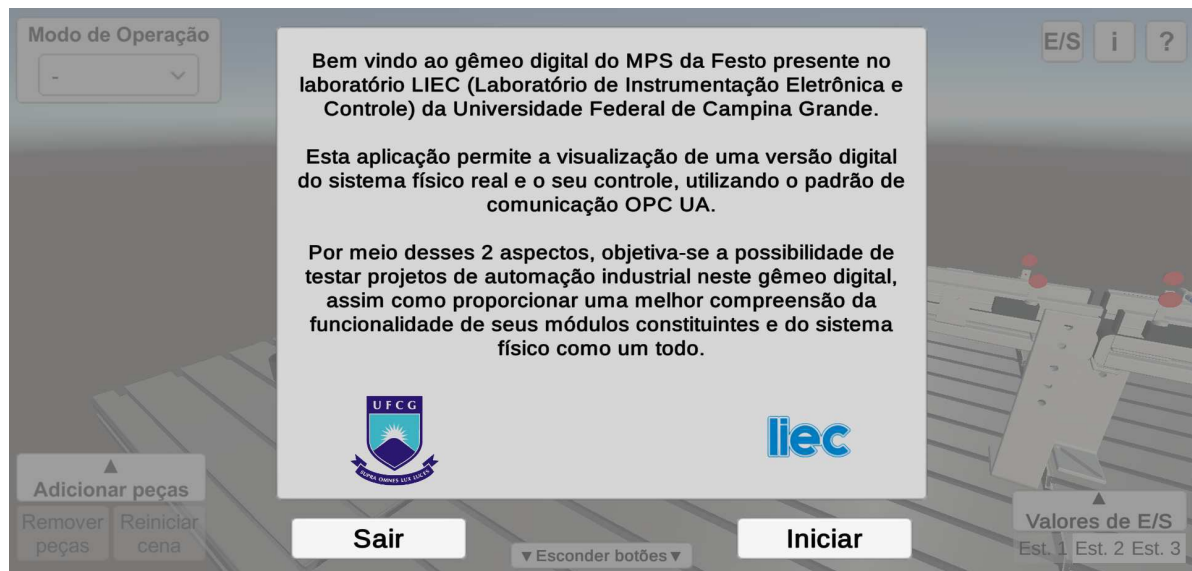 Modo de Operação
-
E/S i ?
Bem vindo ao gêmeo digital do MPS da Festo presente no
laboratório LIEC (Laboratório de Instrumentação Eletrônica e
Controle) da Universidade Federal de Campina Grande.
Esta aplicação permite a visualização de uma versão digital
do sistema físico real e o seu controle, utilizando o padrão de
comunicação OPC UA.
Por meio desses 2 aspectos, objetiva-se a possibilidade de
testar projetos de automação industrial neste gêmeo digital,
assim como proporcionar uma melhor compreensão da
funcionalidade de seus módulos constituintes e do sistema
físico como um todo.
UFCG
SUPRA OMNES LUX LUCES
liec
▲
Adicionar peças
Remover
peças
Reiniciar
cena
Sair
▼ Esconder botões ▼
Iniciar
▲
Valores de E/S
Est. 1 Est. 2 Est. 3